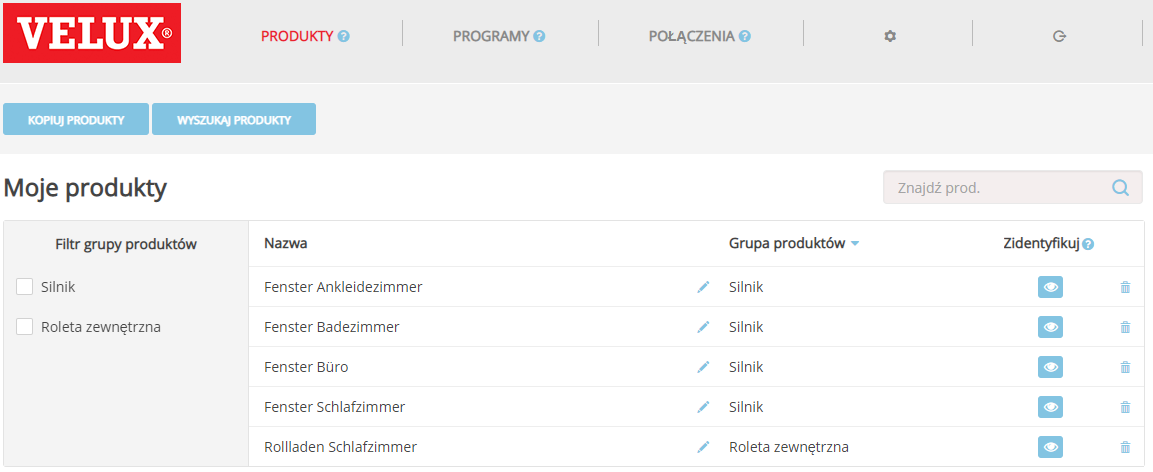 VELUX®
PRODUKTY ?
PROGRAMY ?
POŁĄCZENIA ?
KOPIUJ PRODUKTY
WYSZUKAJ PRODUKTY
Moje produkty
Znajdź prod.
Filtr grupy produktów
Silnik
Roleta zewnętrzna
Nazwa Grupa produktów Zidentyfikuj ?
Fenster Ankleidezimmer Silnik
Fenster Badezimmer Silnik
Fenster Büro Silnik
Fenster Schlafzimmer Silnik
Rollladen Schlafzimmer Roleta zewnętrzna